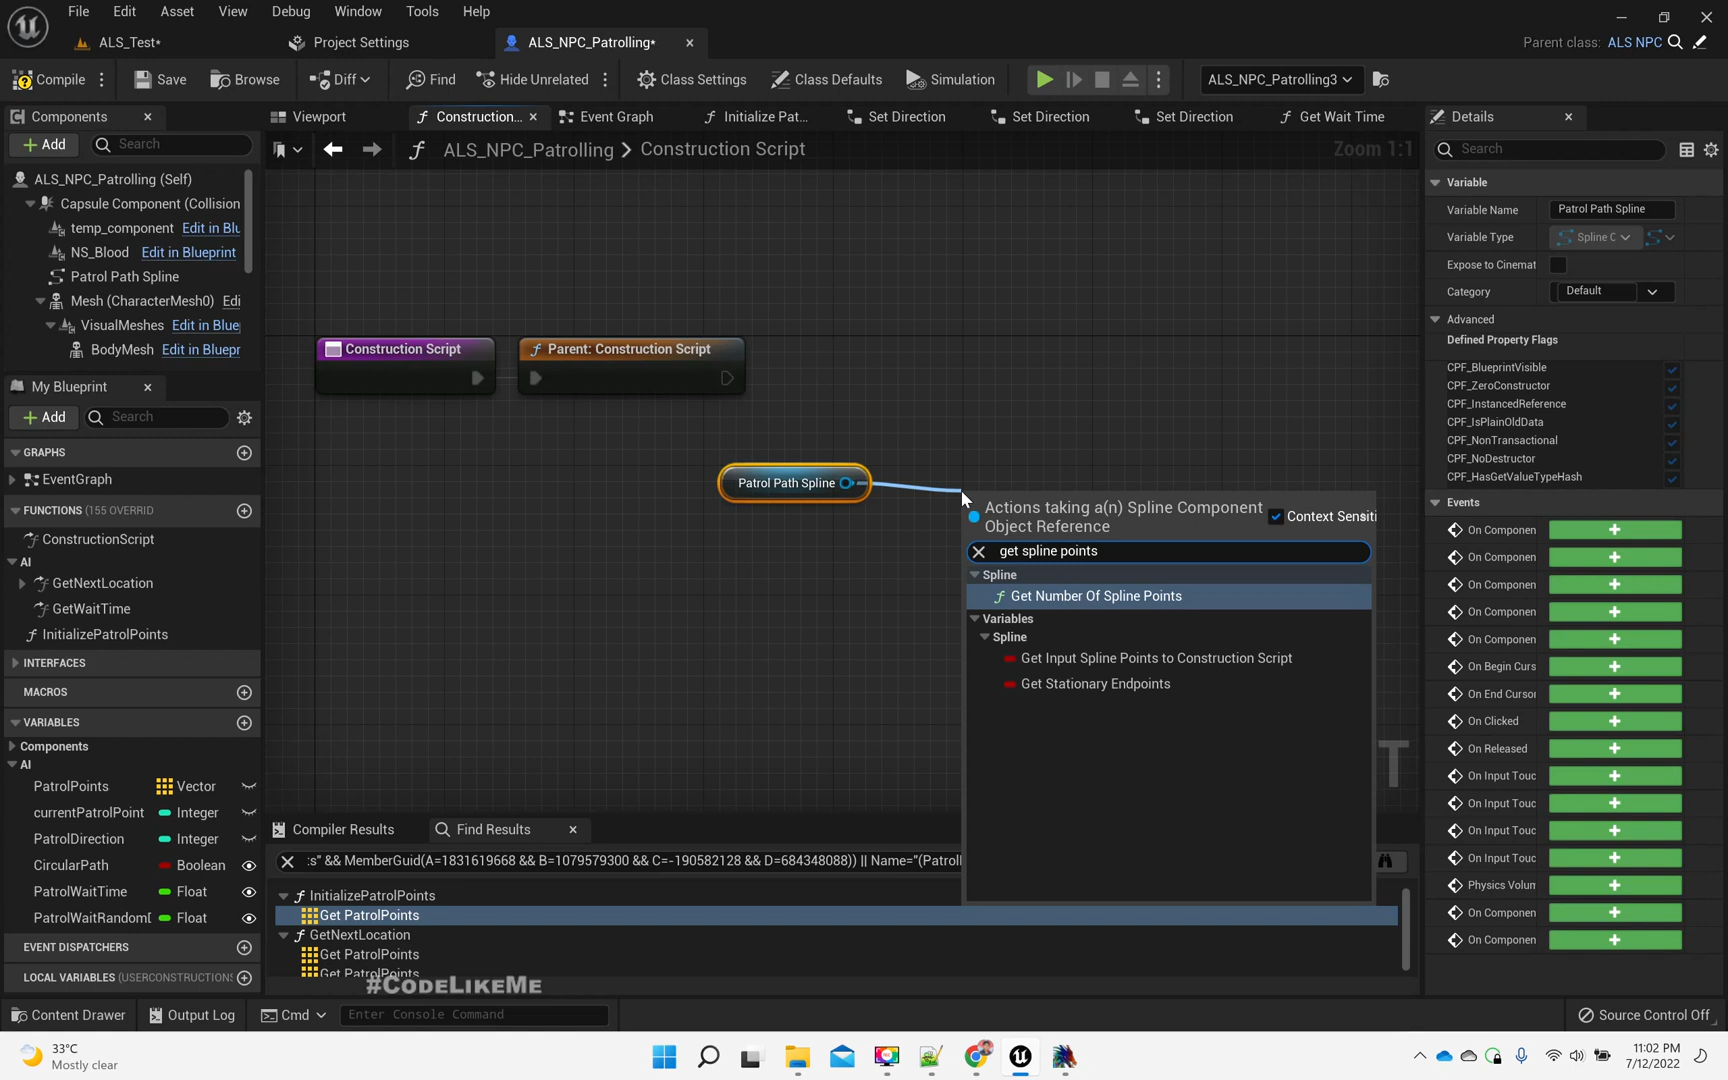 File Edit Asset View Debug Window Tools Help
ALS_Test* Project Settings ALS_NPC_Patrolling* Parent class: ALS NPC
Compile Save Browse Diff Find Hide Unrelated Class Settings Class Defaults Simulation ALS_NPC_Patrolling3
Components Viewport Construction... Event Graph Initialize Pat... Set Direction Set Direction Set Direction Get Wait Time Details
Add Search ALS_NPC_Patrolling > Construction Script Zoom 1:1 Search
ALS_NPC_Patrolling (Self) Variable
Capsule Component (Collision Variable Name Patrol Path Spline
temp_component Edit in Blu Variable Type Spline C
NS_Blood Edit in Blueprint Expose to Cinemat
Patrol Path Spline Category Default
Mesh (CharacterMesh0) Edi
VisualMeshes Edit in Blue Advanced
BodyMesh Edit in Bluepr Defined Property Flags
Construction Script Parent: Construction Script
CPF_BlueprintVisible
CPF_ZeroConstructor
CPF_InstancedReference
CPF_IsPlainOldData
CPF_NonTransactional
CPF_NoDestructor
CPF_HasGetValueTypeHash
My Blueprint
Add Search
GRAPHS
EventGraph
FUNCTIONS (155 OVERRID
ConstructionScript
AI
GetNextLocation
GetWaitTime
InitializePatrolPoints
INTERFACES
MACROS
VARIABLES
Components
AI
PatrolPoints Vector
currentPatrolPoint Integer
PatrolDirection Integer
CircularPath Boolean
PatrolWaitTime Float
PatrolWaitRandomD Float
EVENT DISPATCHERS
LOCAL VARIABLES (USERCONSTRUCTIONS
Patrol Path Spline
Actions taking a(n) Spline Component
Object Reference
Context Sensiti
get spline points
Spline
Get Number Of Spline Points
Variables
Spline
Get Input Spline Points to Construction Script
Get Stationary Endpoints
T
Events
On Componen
On Componen
On Componen
On Componen
On Componen
On Begin Curs
On End Cursor
On Clicked
On Released
On Input Touc
On Input Touc
On Input Touc
On Input Touc
Physics Volum
On Componen
On Componen
Compiler Results Find Results
:s" && MemberGuid(A=1831619668 && B=1079579300 && C=-190582128 && D=684348088)) || Name="(Patroll
InitializePatrolPoints
Get PatrolPoints
GetNextLocation
Get PatrolPoints
Get PatrolPoints
#CodeLikeMe
Content Drawer Output Log Cmd Enter Console Command Source Control Off
33°C
Mostly clear
11:02 PM
7/12/2022